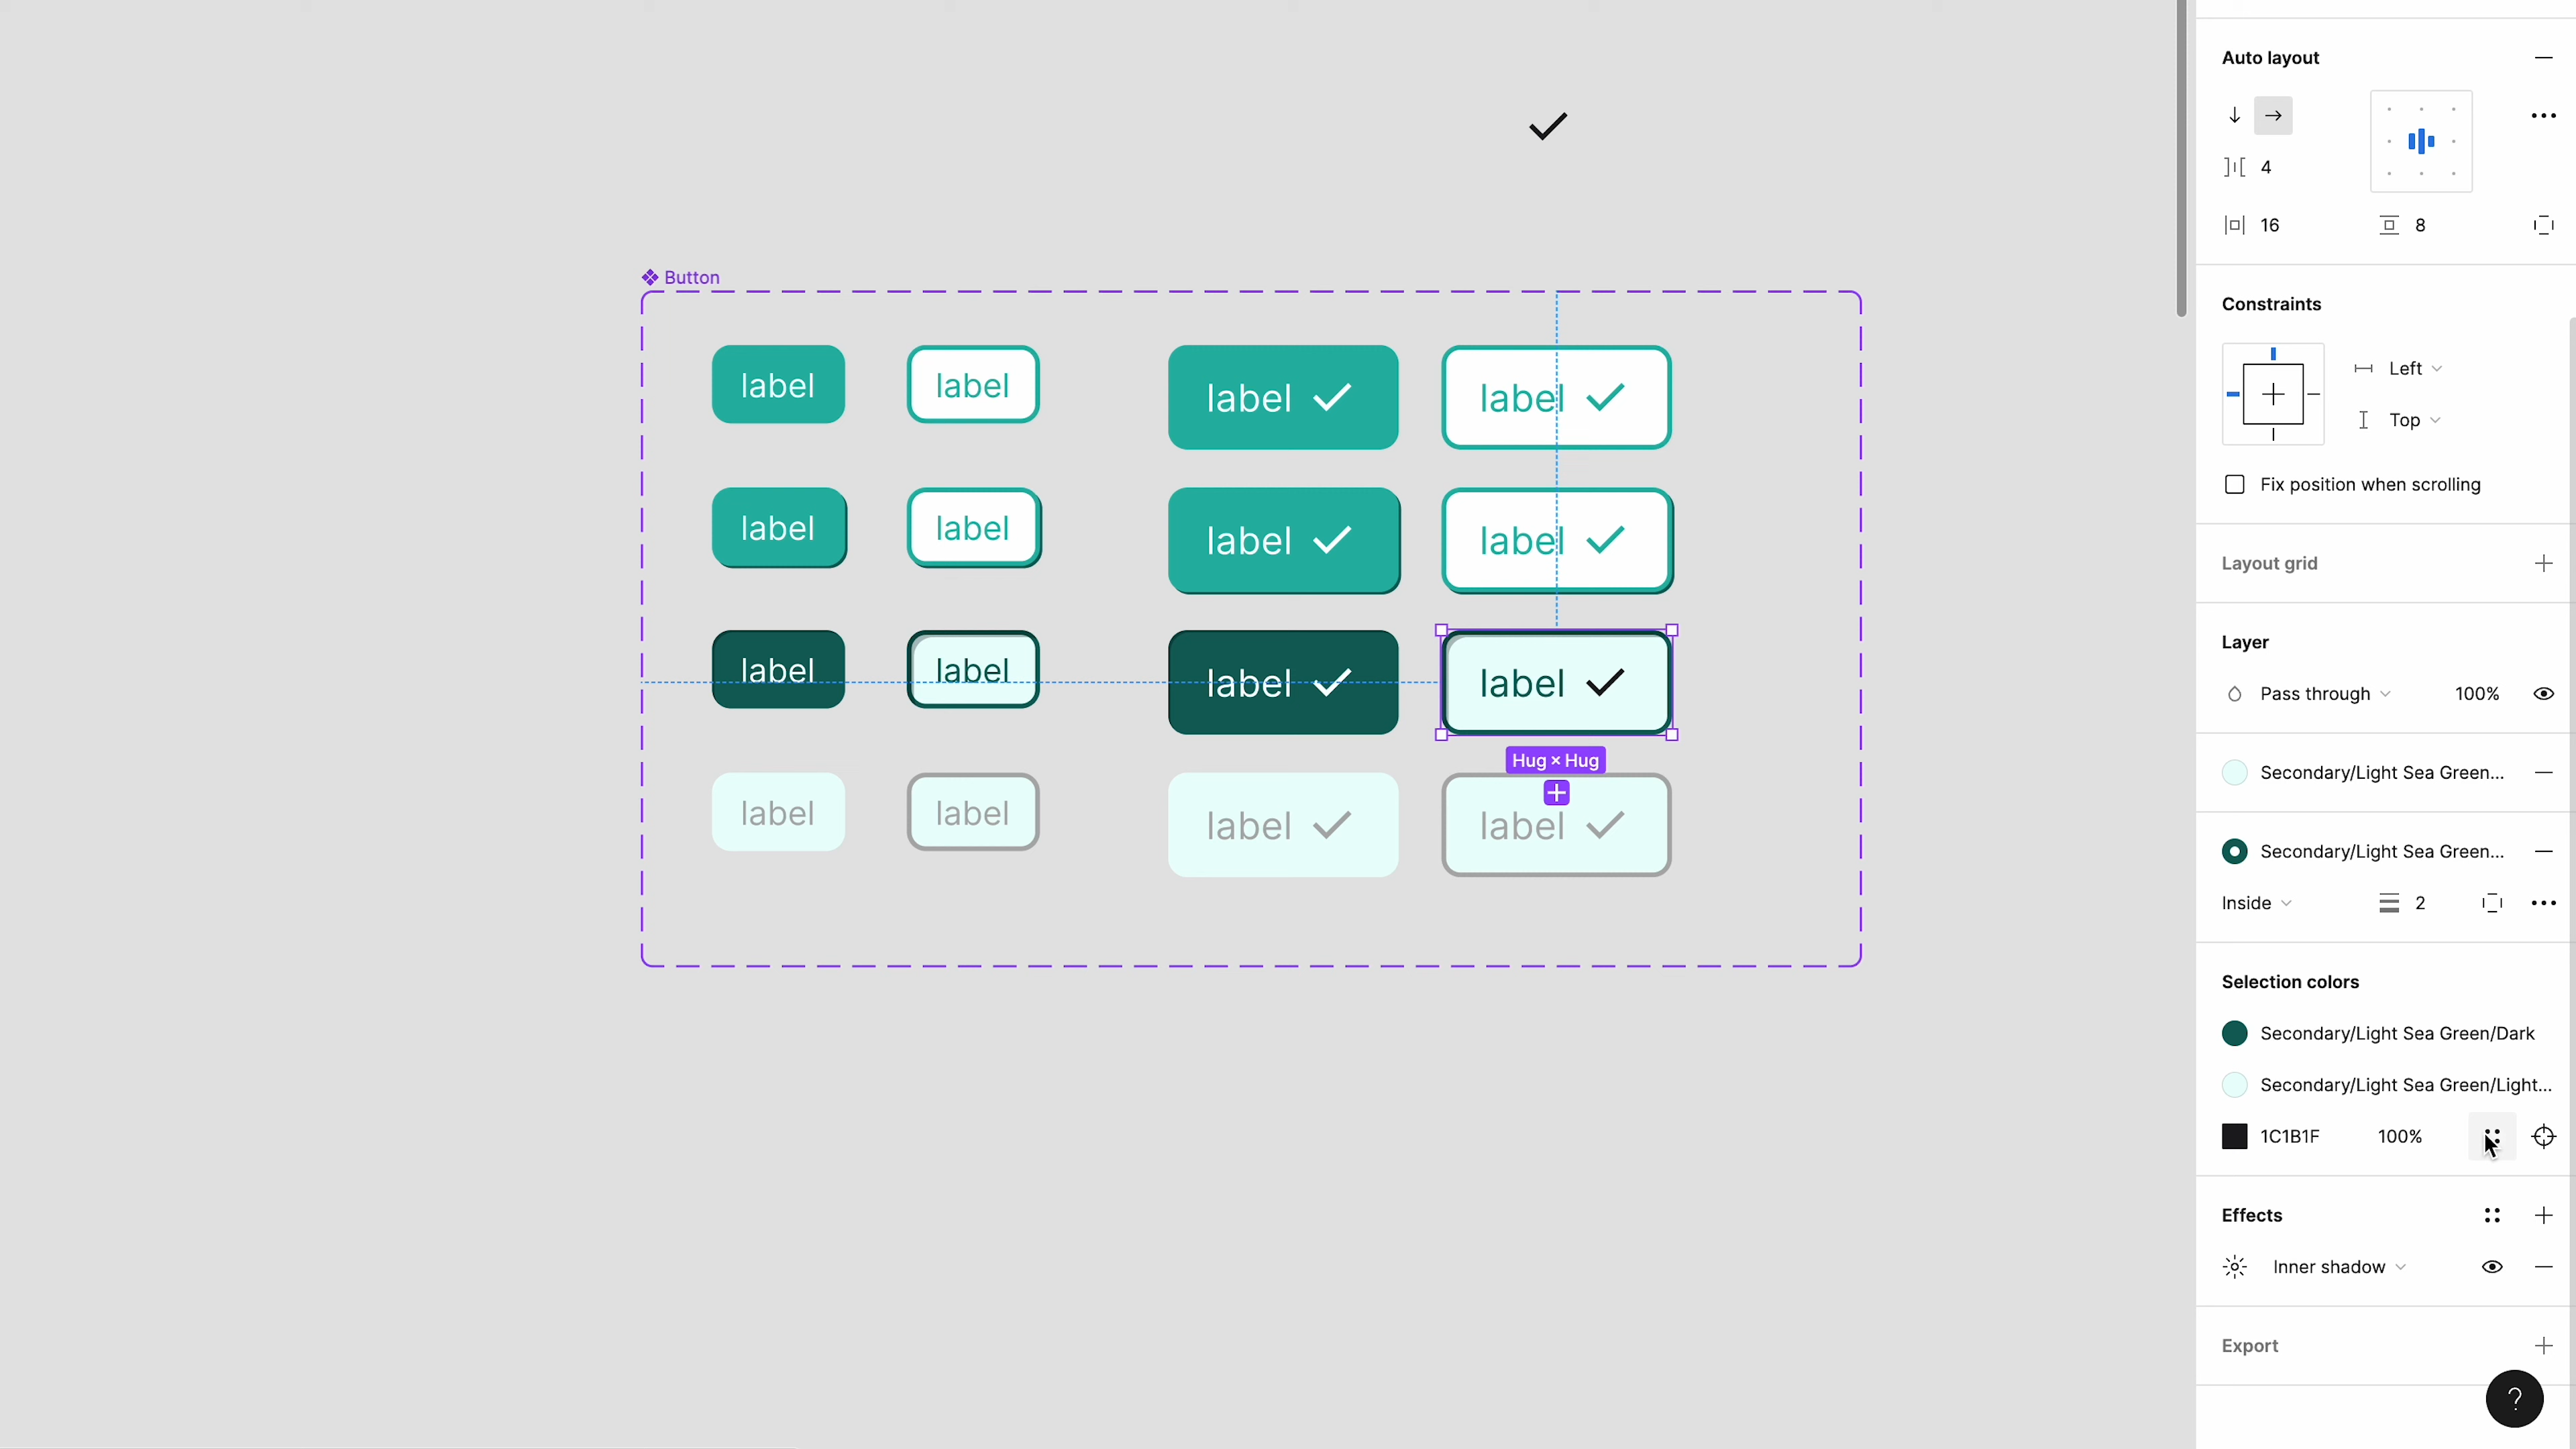 Button
label label label label
label label label label
label label label label
Hug × Hug
label label label label
Auto layout
4
16 8
Constraints
Left
Top
Fix position when scrolling
Layout grid
Layer
Pass through 100%
Secondary/Light Sea Green...
Secondary/Light Sea Green...
Inside 2
Selection colors
Secondary/Light Sea Green/Dark
Secondary/Light Sea Green/Light...
1C1B1F 100%
Effects
Inner shadow
Export
?